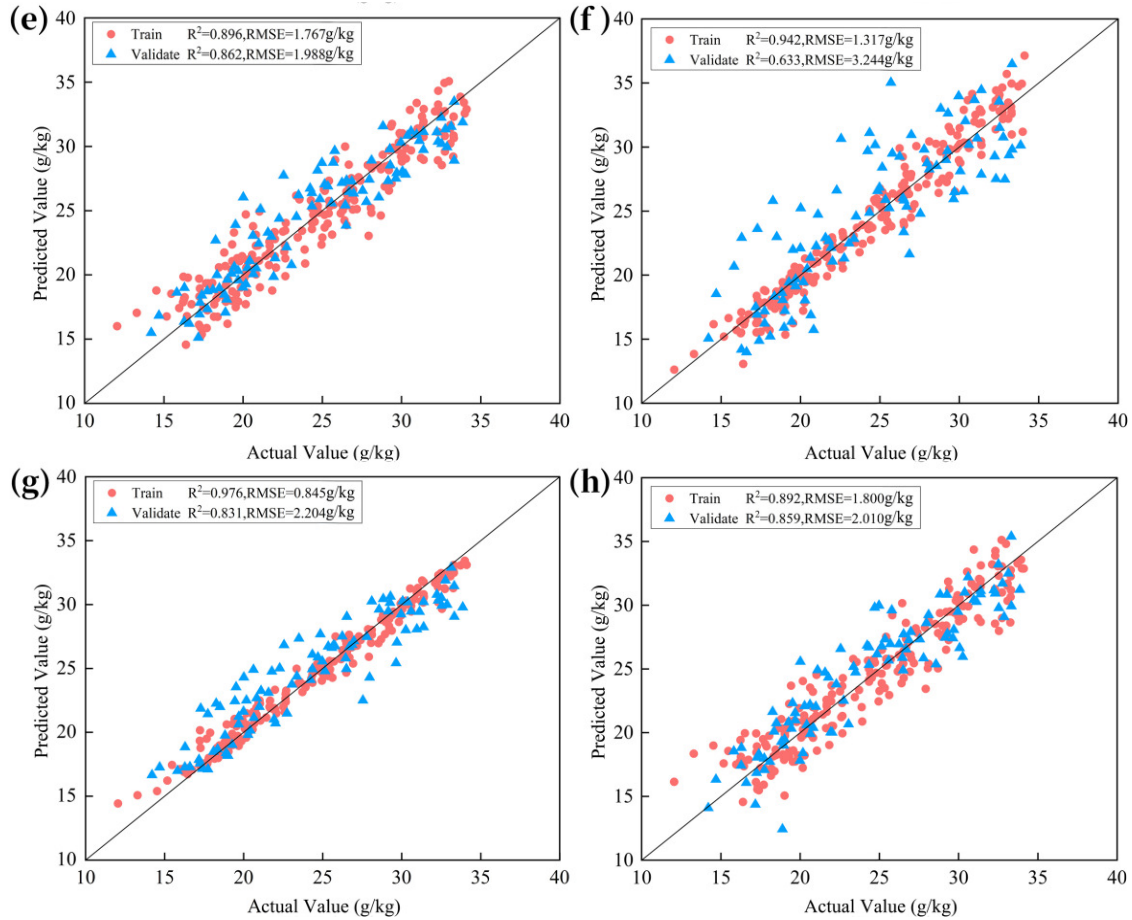 (e)
Train R²=0.896,RMSE=1.767g/kg
Validate R²=0.862,RMSE=1.988g/kg
40
35
30
25
20
15
10
Predicted Value (g/kg)
10 15 20 25 30 35 40
Actual Value (g/kg)
(f)
Train R²=0.942,RMSE=1.317g/kg
Validate R²=0.633,RMSE=3.244g/kg
40
35
30
25
20
15
10
Predicted Value (g/kg)
10 15 20 25 30 35 40
Actual Value (g/kg)
(g)
Train R²=0.976,RMSE=0.845g/kg
Validate R²=0.831,RMSE=2.204g/kg
40
35
30
25
20
15
10
Predicted Value (g/kg)
10 15 20 25 30 35 40
Actual Value (g/kg)
(h)
Train R²=0.892,RMSE=1.800g/kg
Validate R²=0.859,RMSE=2.010g/kg
40
35
30
25
20
15
10
Predicted Value (g/kg)
10 15 20 25 30 35 40
Actual Value (g/kg)